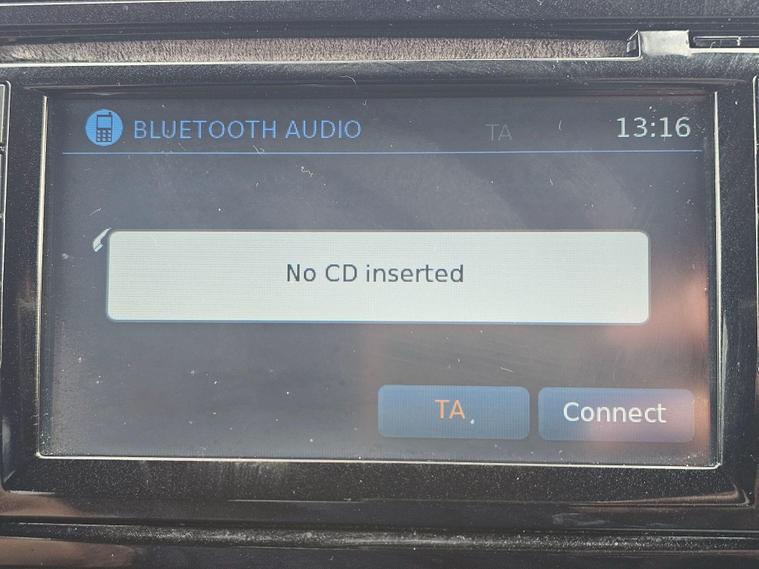 BLUETOOTH AUDIO TA 13:16
No CD inserted
TA Connect